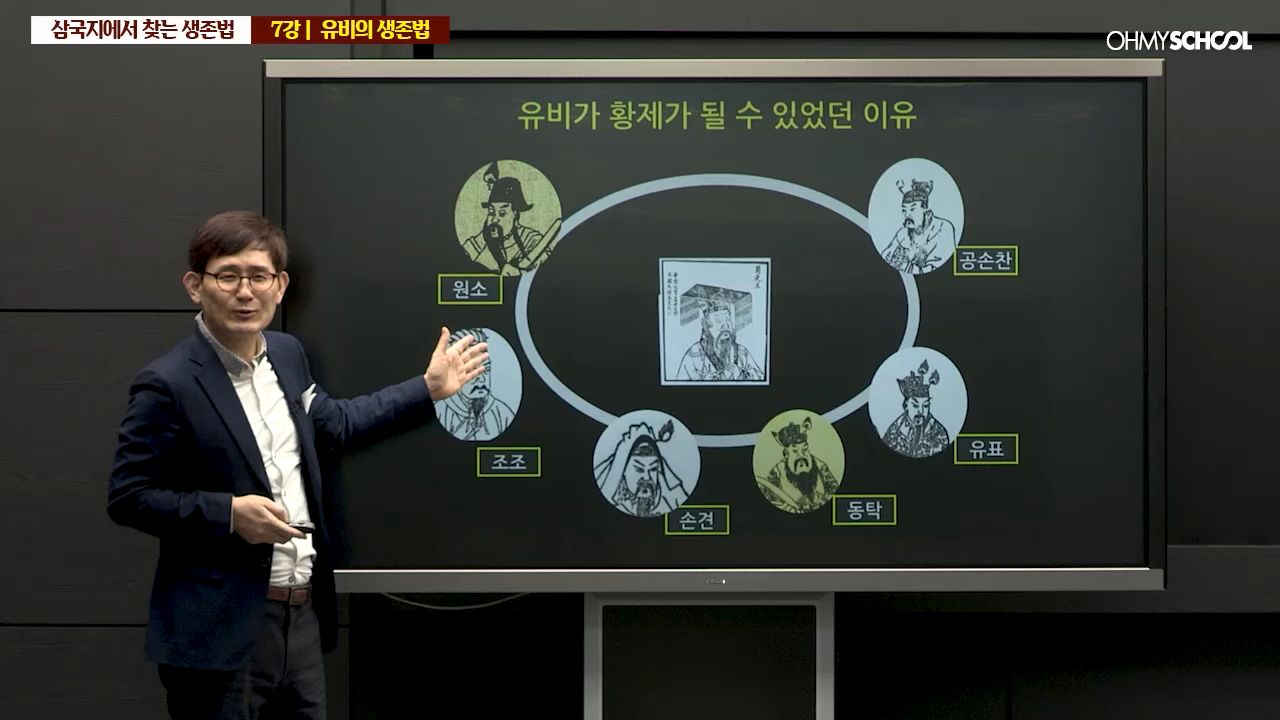 삼국지에서 찾는 생존법
7강 | 유비의 생존법
OHMYSCHOOL
유비가 황제가 될 수 있었던 이유
공손찬
원소
유표
조조
동탁
손견